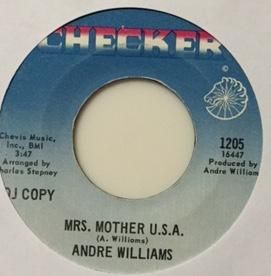 CHECKER
Chevis Music,
Inc., BMI
3:47
Arranged by
Charles Stepney
DJ COPY
1205
16447
Produced by
Andre William
MRS. MOTHER U.S.A.
(A. Williams)
ANDRE WILLIAMS